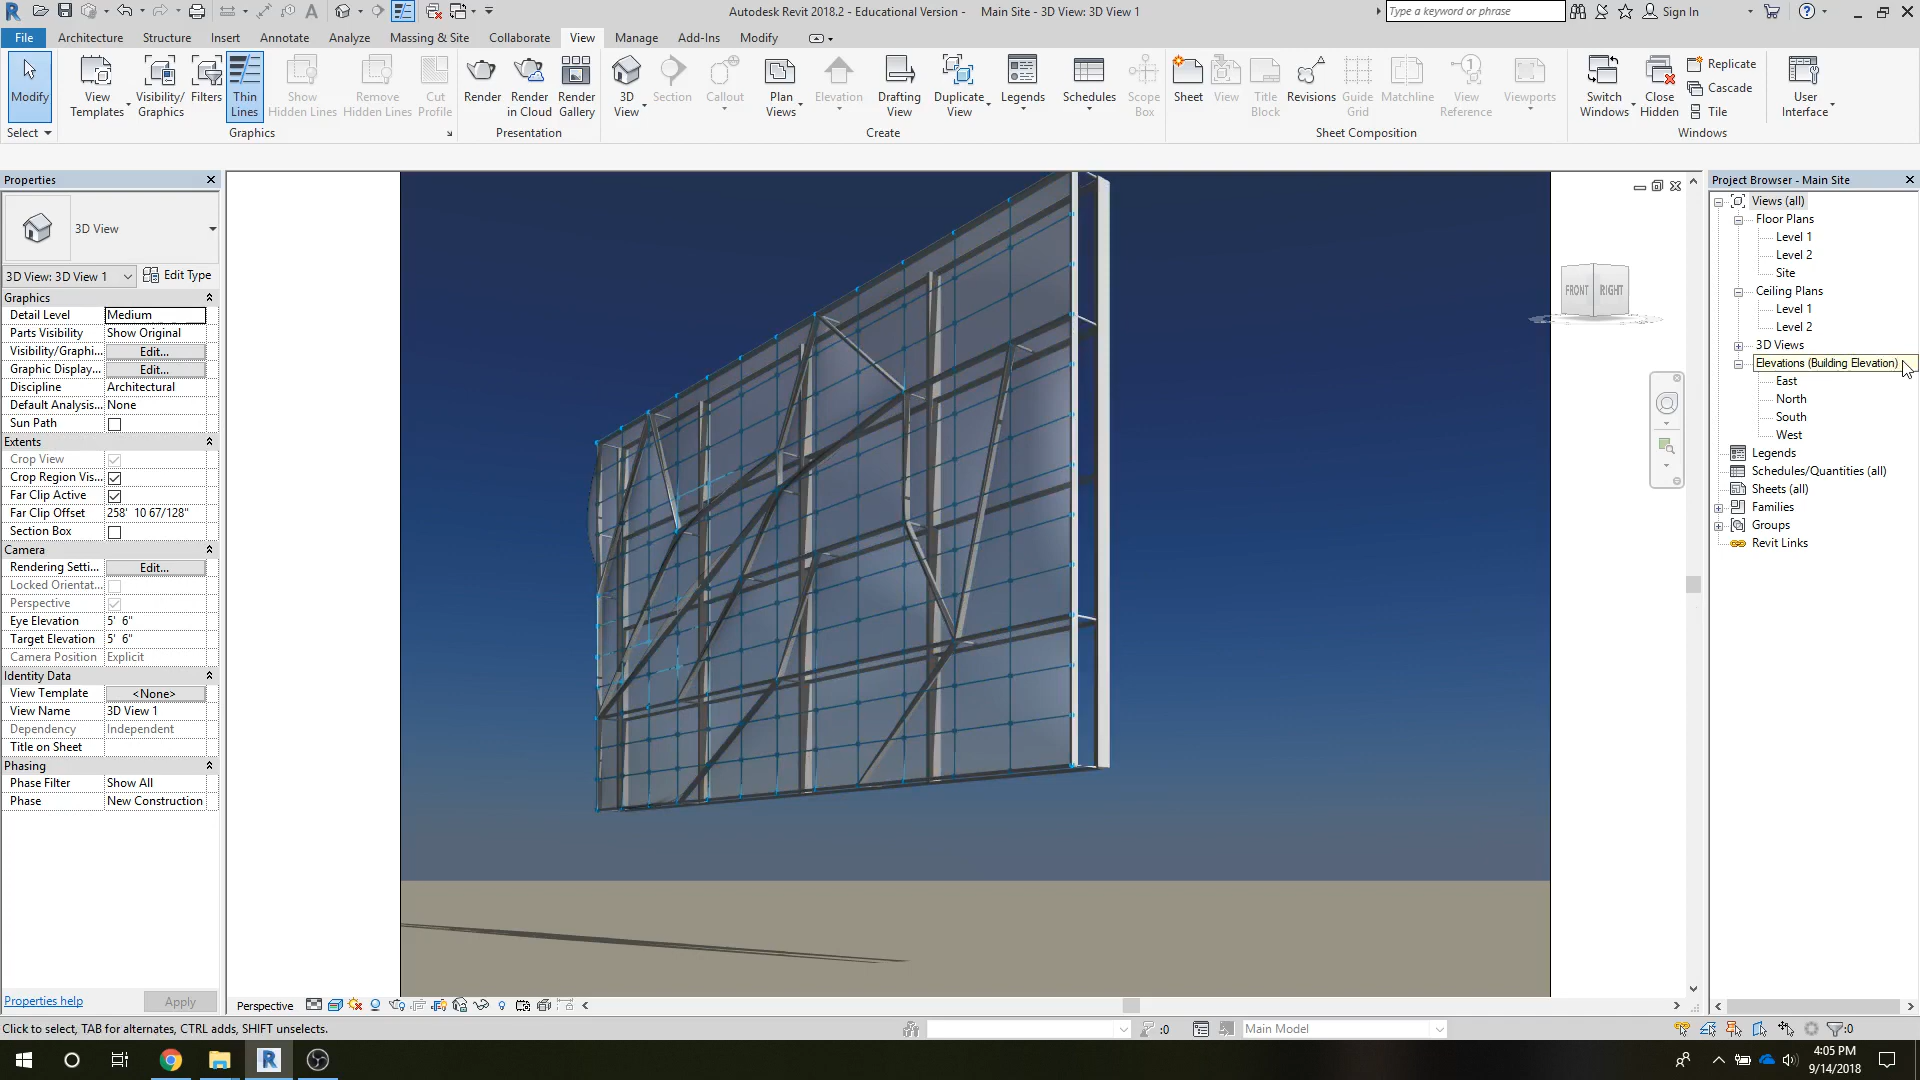 Autodesk Revit 2018.2 - Educational Version - Main Site - 3D View: 3D View 1
Type a keyword or phrase
Sign In
File Architecture Structure Insert Annotate Analyze Massing & Site Collaborate View Manage Add-Ins Modify
Modify
View Templates
Visibility/ Graphics
Filters
Thin Lines
Show Hidden Lines
Remove Hidden Lines
Cut Profile
Render
Render in Cloud
Render Gallery
3D View
Section
Callout
Plan Views
Elevation
Drafting View
Duplicate View
Legends
Schedules
Scope Box
Sheet
View
Title Block
Revisions
Guide Grid
Matchline
View Reference
Viewports
Switch Windows
Close Hidden
Replicate
Cascade
Tile
User Interface
Select Graphics Presentation Create Sheet Composition Windows
Properties
3D View
3D View: 3D View 1 Edit Type
Graphics
Detail Level Medium
Parts Visibility Show Original
Visibility/Graphi... Edit...
Graphic Display... Edit...
Discipline Architectural
Default Analysis... None
Sun Path
Extents
Crop View
Crop Region Vis...
Far Clip Active
Far Clip Offset 258' 10 67/128"
Section Box
Camera
Rendering Setti... Edit...
Locked Orientat...
Perspective
Eye Elevation 5' 6"
Target Elevation 5' 6"
Camera Position Explicit
Identity Data
View Template <None>
View Name 3D View 1
Dependency Independent
Title on Sheet
Phasing
Phase Filter Show All
Phase New Construction
Properties help Apply
FRONT RIGHT
Project Browser - Main Site
Views (all)
Floor Plans
Level 1
Level 2
Site
Ceiling Plans
Level 1
Level 2
3D Views
Elevations (Building Elevation)
East
North
South
West
Legends
Schedules/Quantities (all)
Sheets (all)
Families
Groups
Revit Links
Perspective
Click to select, TAB for alternates, CTRL adds, SHIFT unselects.
:0
Main Model
:0
4:05 PM
9/14/2018